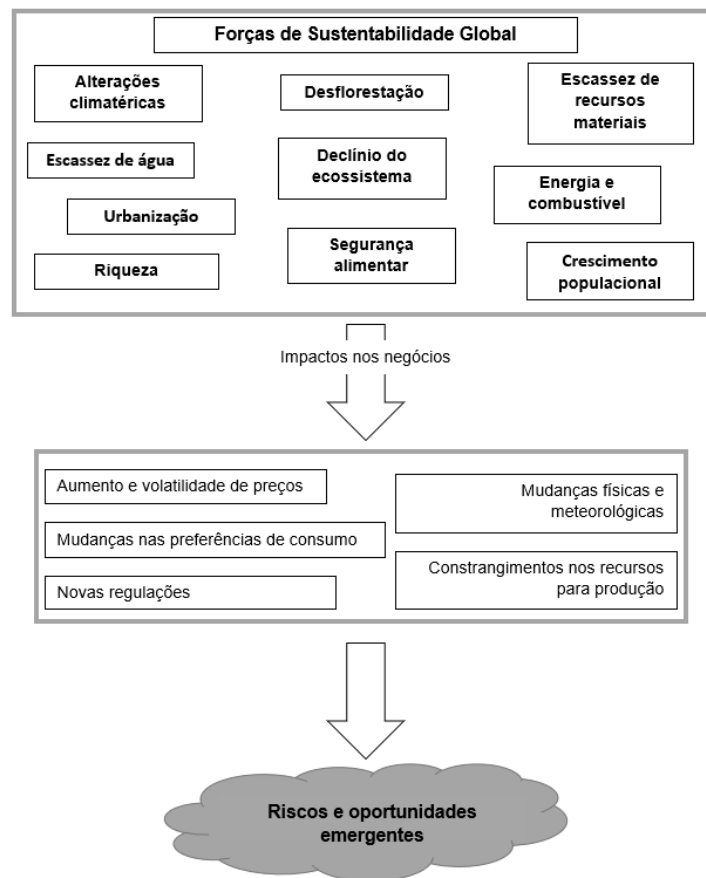 Forças de Sustentabilidade Global
Alterações
climatéricas
Desflorestação
Escassez de
recursos
materiais
Escassez de água
Declínio do
ecossistema
Energia e
combustível
Urbanização
Segurança
alimentar
Riqueza
Crescimento
populacional
Impactos nos negócios
Aumento e volatilidade de preços
Mudanças físicas e
meteorológicas
Mudanças nas preferências de consumo
Constrangimentos nos recursos
para produção
Novas regulações
Riscos e oportunidades
emergentes